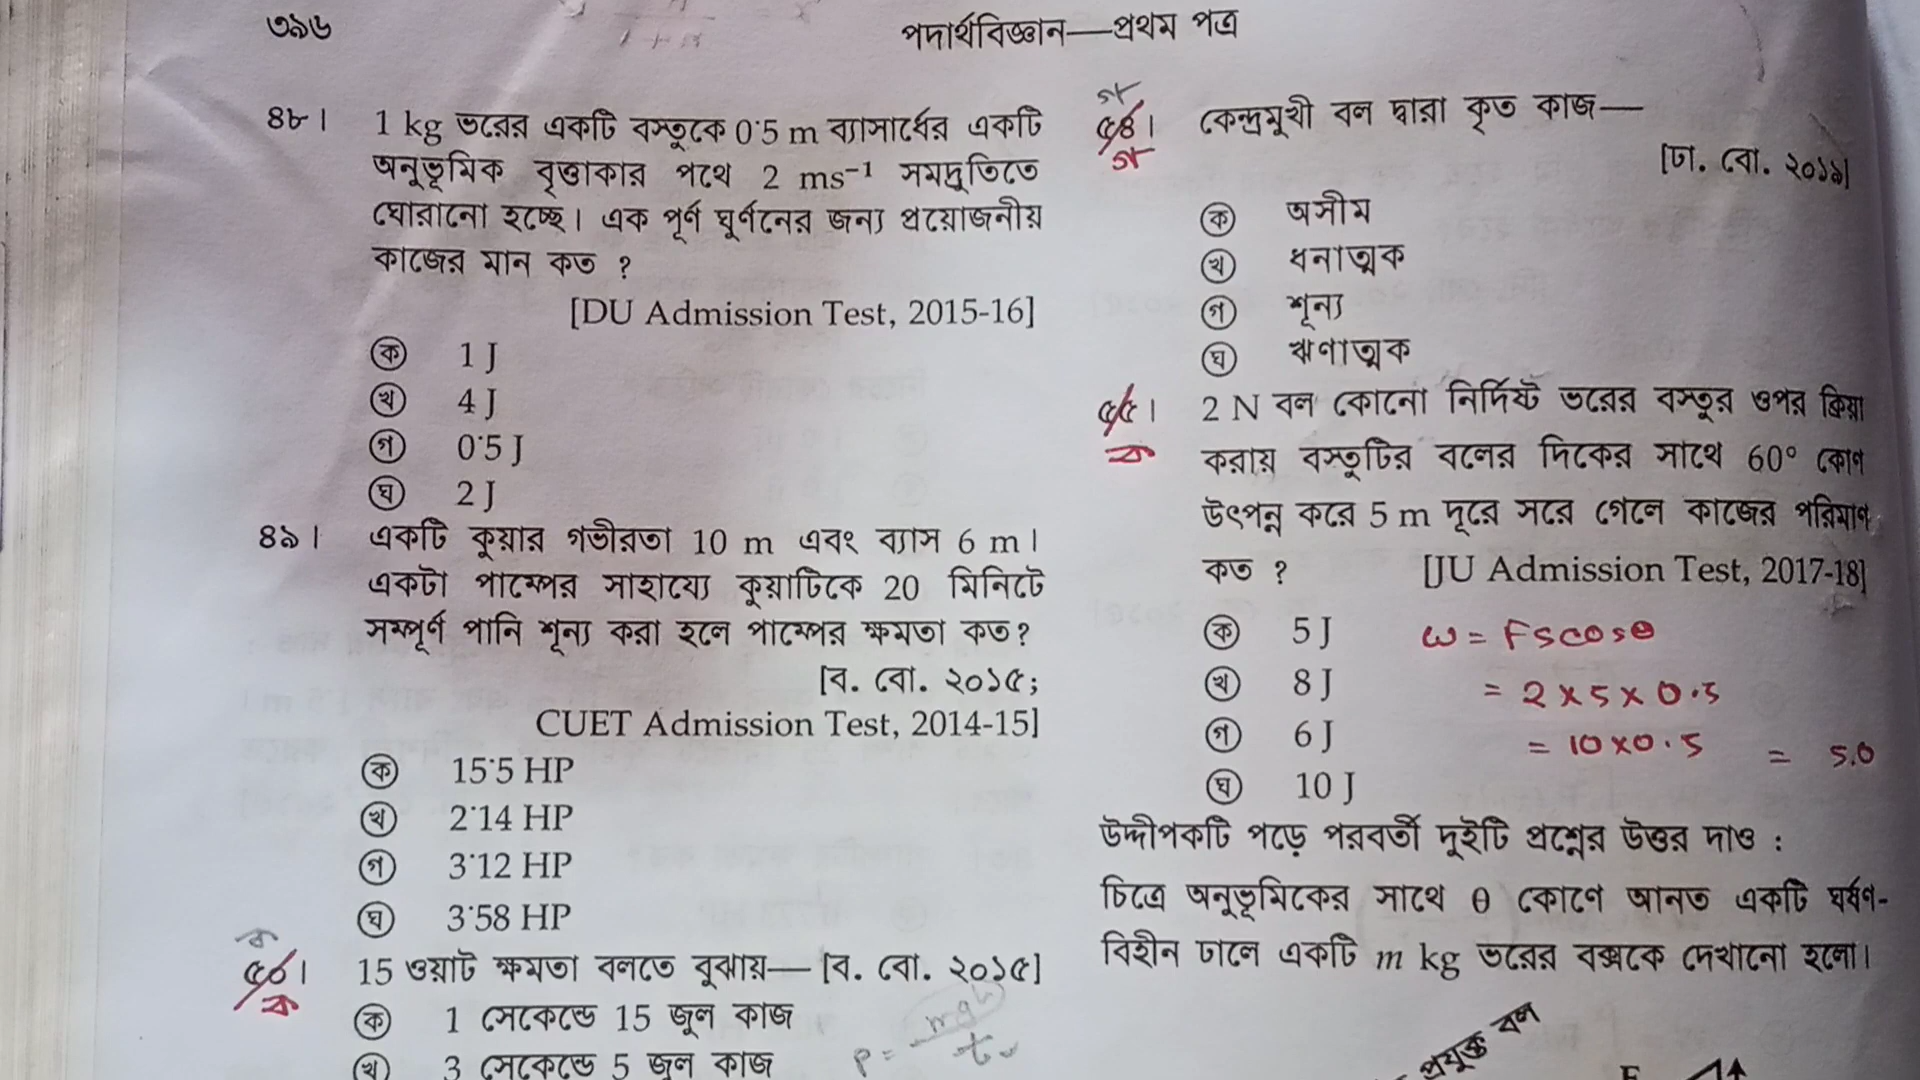 ৩৯৬
পদার্থবিজ্ঞান—প্রথম পত্র
৪৮। 1 kg ভরের একটি বস্তুকে 0·5 m ব্যাসার্ধের একটি
অনুভূমিক বৃত্তাকার পথে 2 ms⁻¹ সমদ্রুতিতে
ঘোরানো হচ্ছে। এক পূর্ণ ঘূর্ণনের জন্য প্রয়োজনীয়
কাজের মান কত ?
[DU Admission Test, 2015-16]
ক 1 J
খ 4 J
গ 0·5 J
ঘ 2 J
৪৯। একটি কুয়ার গভীরতা 10 m এবং ব্যাস 6 m।
একটা পাম্পের সাহায্যে কুয়াটিকে 20 মিনিটে
সম্পূর্ণ পানি শূন্য করা হলে পাম্পের ক্ষমতা কত?
[ব. বো. ২০১৫;
CUET Admission Test, 2014-15]
ক 15·5 HP
খ 2·14 HP
গ 3·12 HP
ঘ 3·58 HP
ক
৫০। 15 ওয়াট ক্ষমতা বলতে বুঝায়— [ব. বো. ২০১৫]
ক
ক 1 সেকেন্ডে 15 জুল কাজ
খ 3 সেকেন্ডে 5 জুল কাজ
P = mgh
t
গ
৫৪। কেন্দ্রমুখী বল দ্বারা কৃত কাজ—
গ
[ঢা. বো. ২০১৯]
ক অসীম
খ ধনাত্মক
গ শূন্য
ঘ ঋণাত্মক
৫৫। 2 N বল কোনো নির্দিষ্ট ভরের বস্তুর ওপর ক্রিয়া
ক
করায় বস্তুটির বলের দিকের সাথে 60° কোণ
উৎপন্ন করে 5 m দূরে সরে গেলে কাজের পরিমাণ
কত ? [JU Admission Test, 2017-18]
ক 5 J
খ 8 J
গ 6 J
ঘ 10 J
W = FScosθ
= 2 × 5 × 0.5
= 10 × 0.5 = 5.0
উদ্দীপকটি পড়ে পরবর্তী দুইটি প্রশ্নের উত্তর দাও :
চিত্রে অনুভূমিকের সাথে θ কোণে আনত একটি ঘর্ষণ-
বিহীন ঢালে একটি m kg ভরের বক্সকে দেখানো হলো।
প্রযুক্ত বল
F